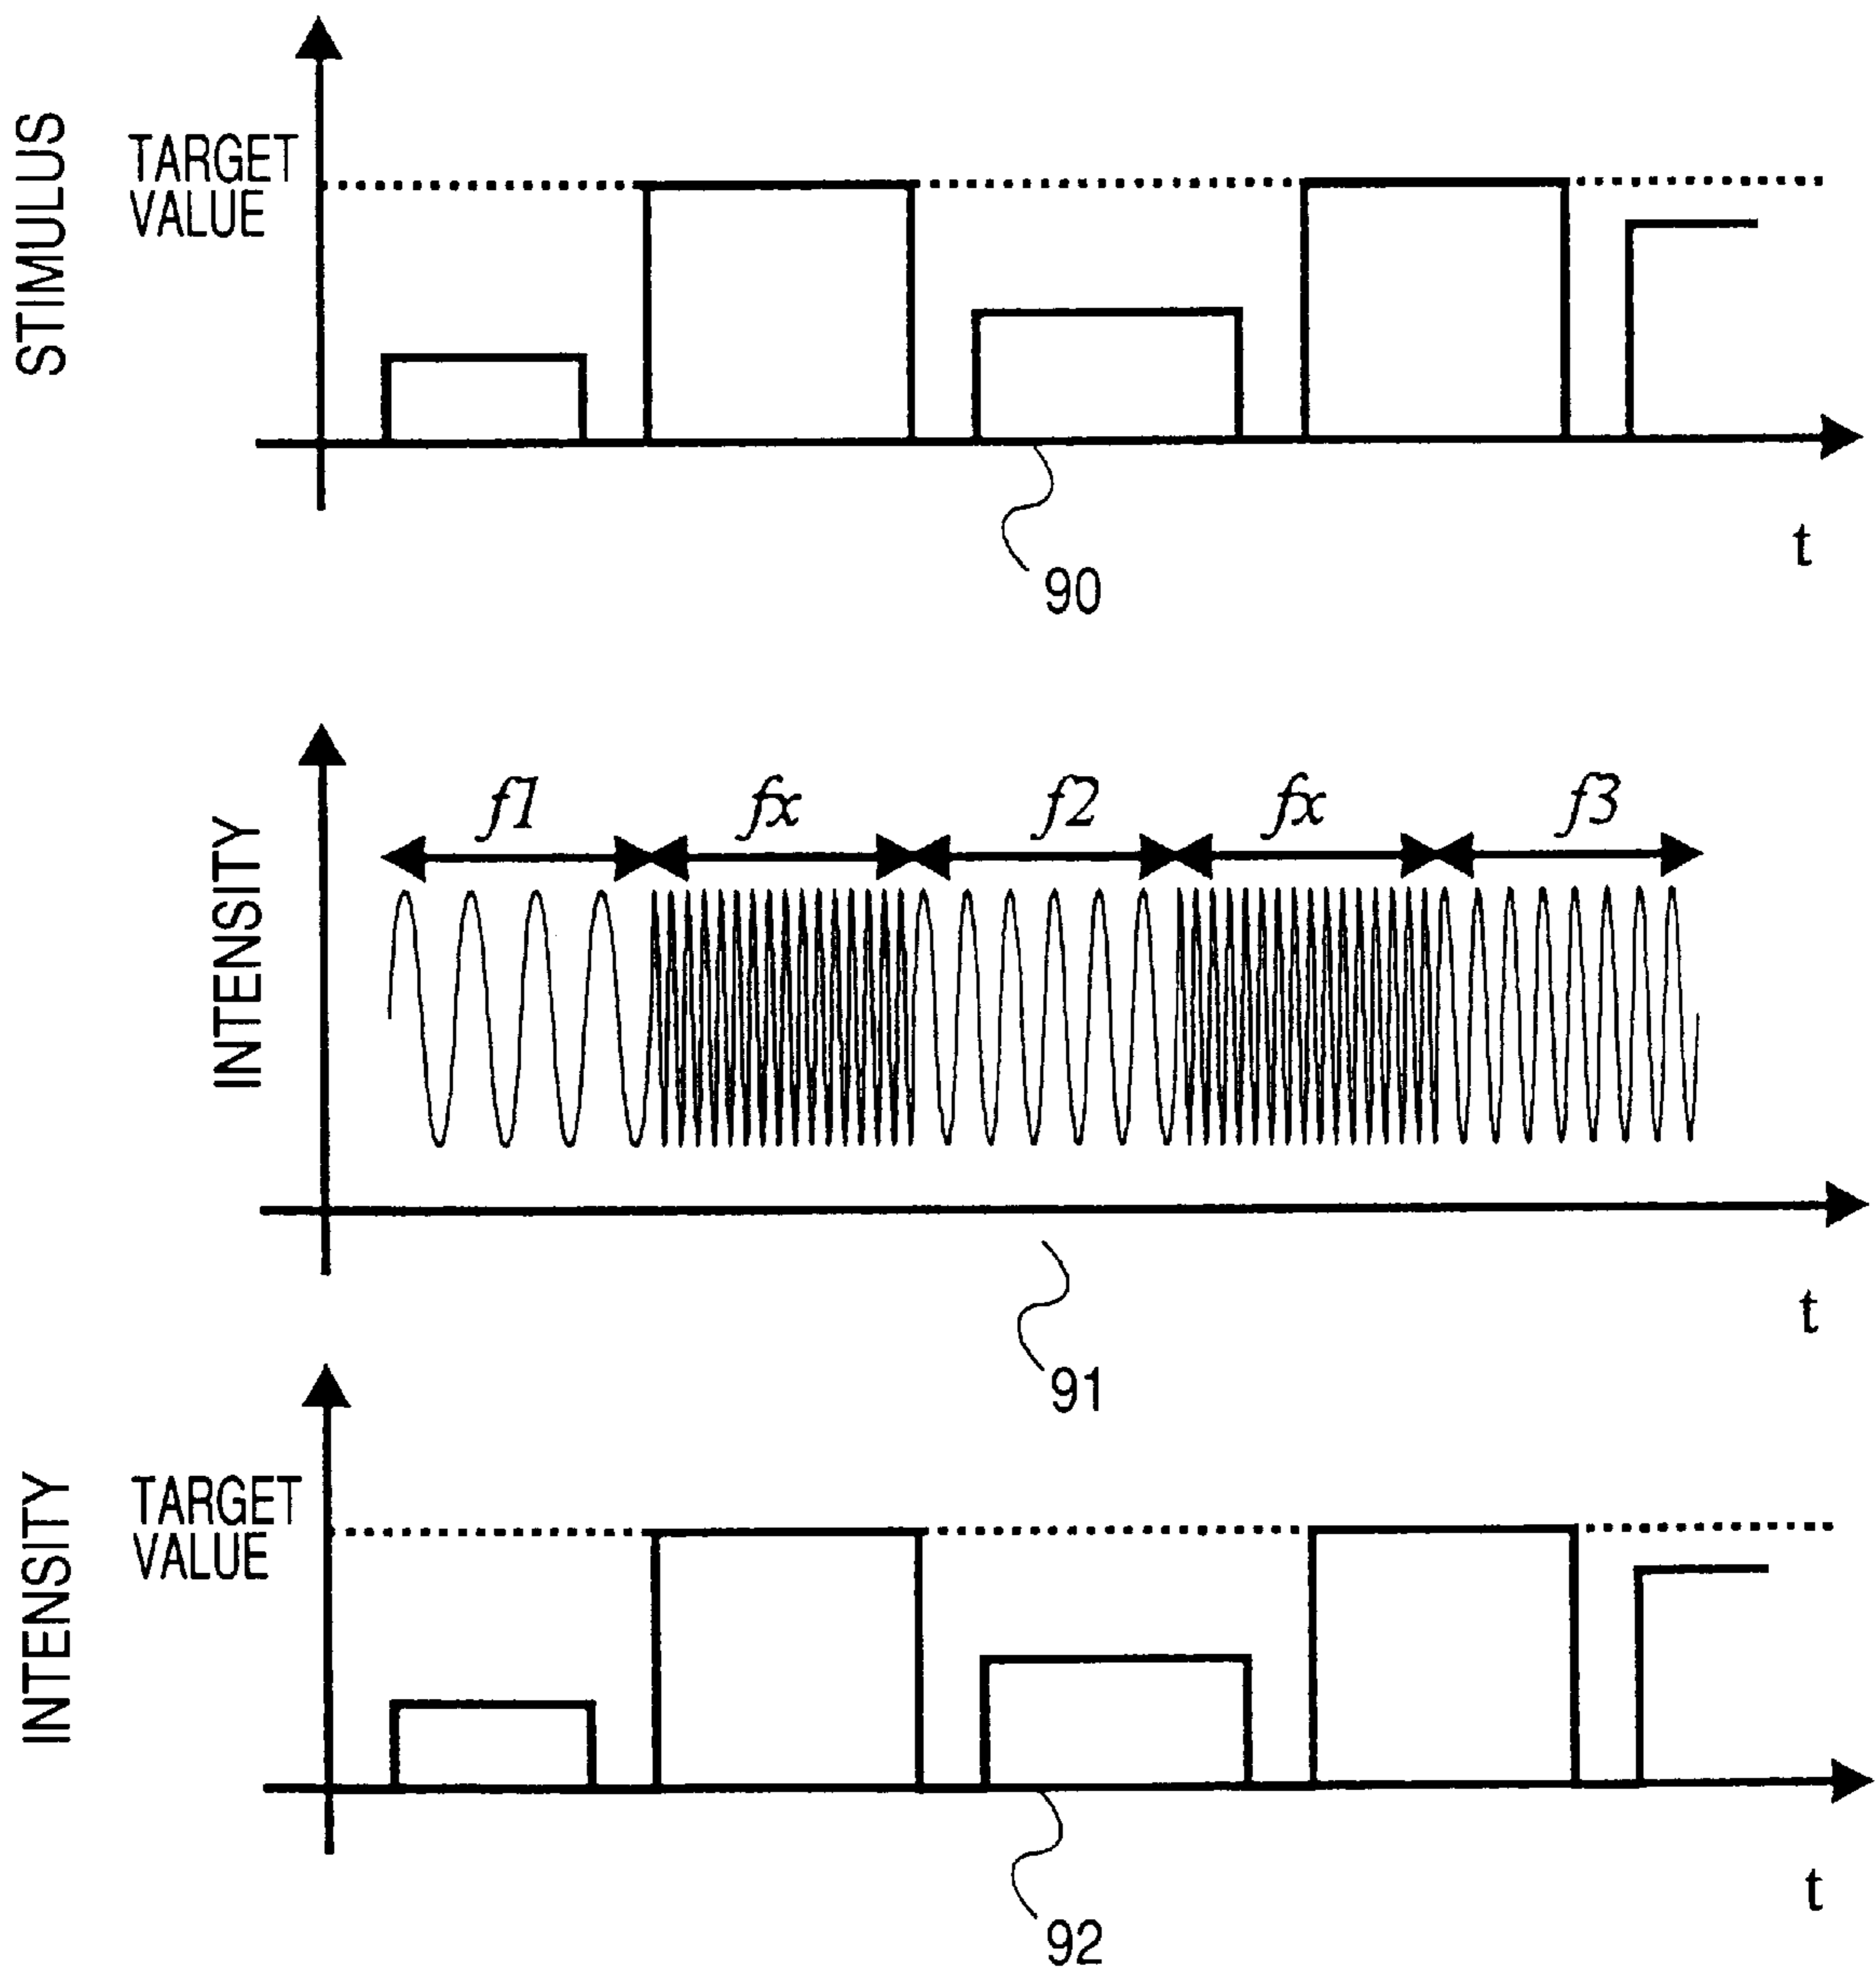 STIMULUS
TARGET
VALUE
t
90
INTENSITY
f1 fx f2 fx f3
t
91
INTENSITY
TARGET
VALUE
t
92